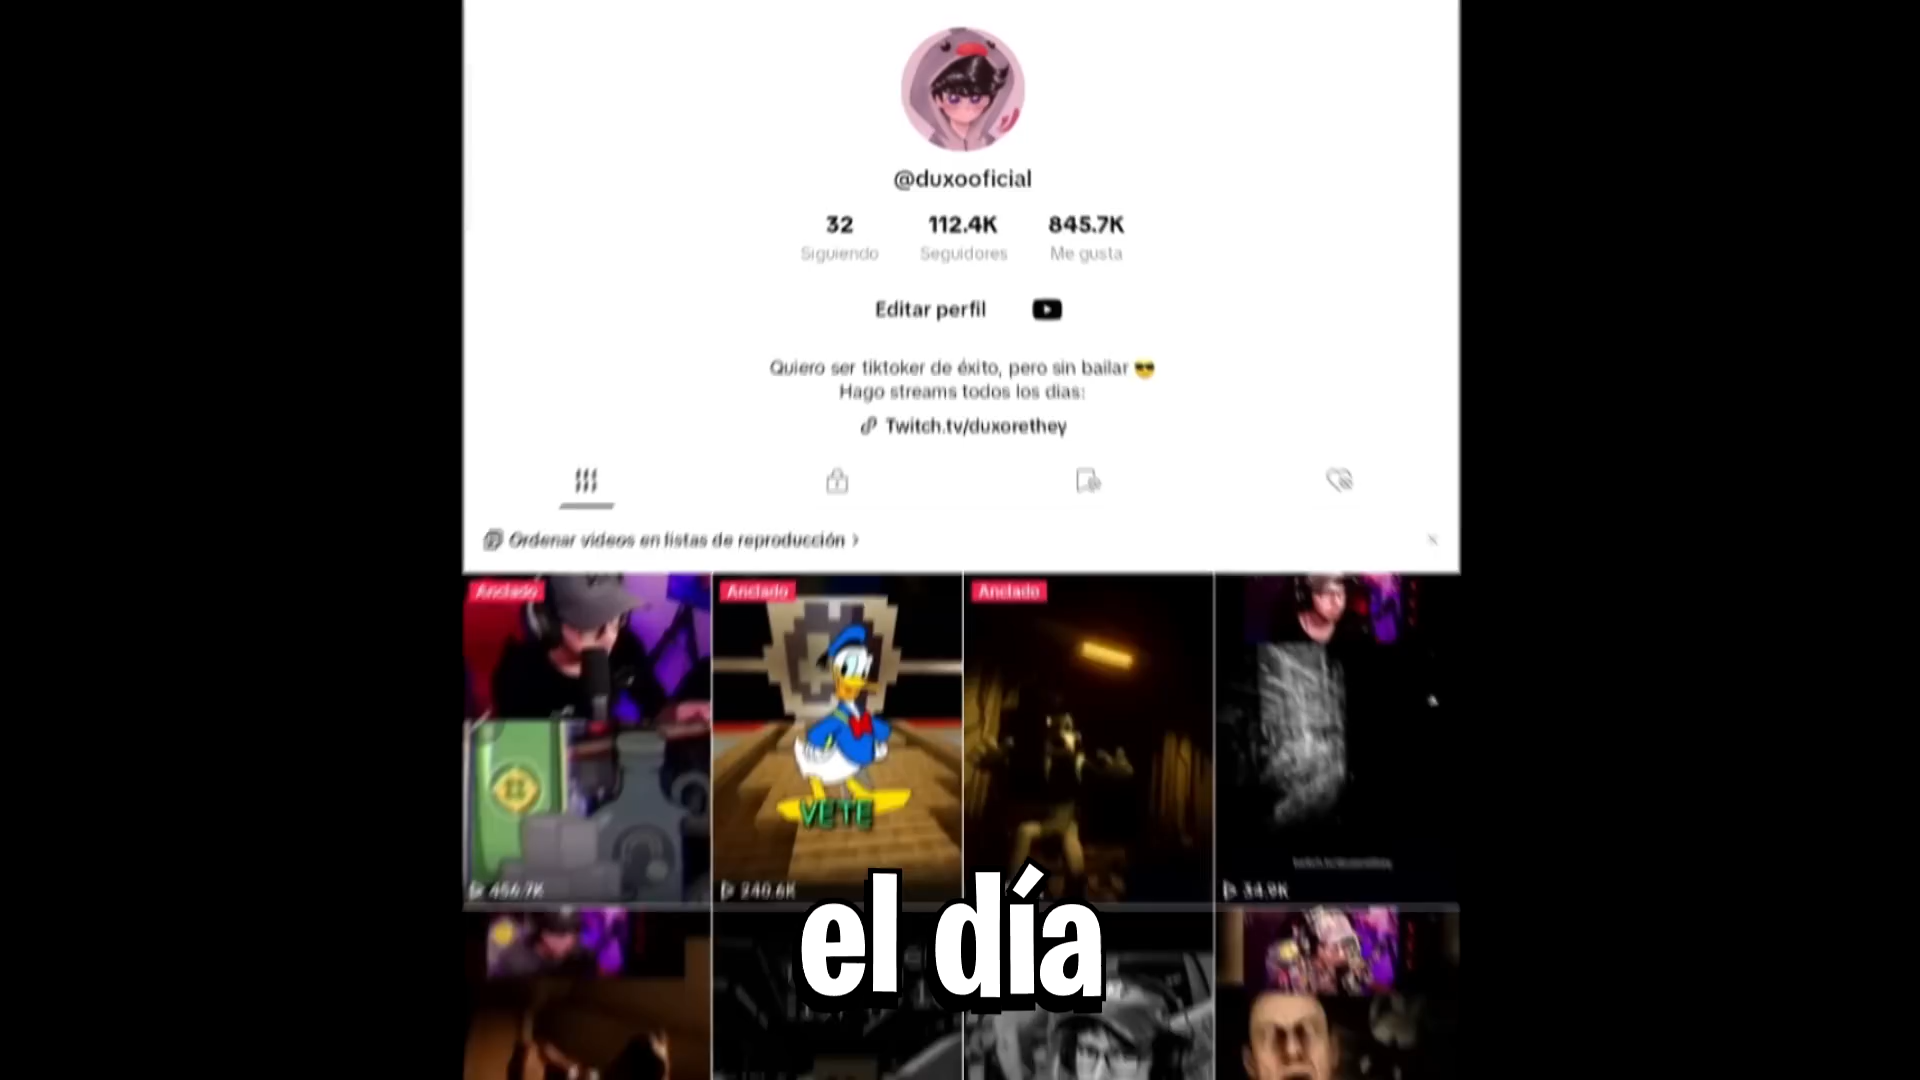 @duxooficial
32 112.4K 845.7K
Siguiendo Seguidores Me gusta
Editar perfil
Quiero ser tiktoker de éxito, pero sin bailar 😎
Hago streams todos los dias:
Twitch.tv/duxorethey
Ordenar videos en listas de reproducción >
Anclado Anclado Anclado
VETE
456.7K 240.6K 34.9K
el día